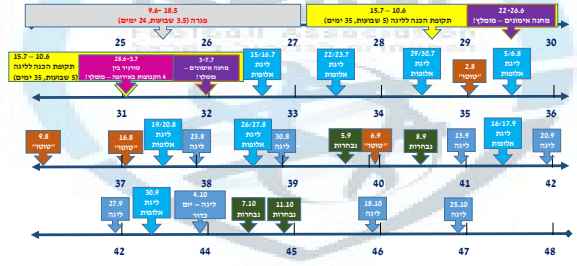 9.6- 18.5
פגרה (3.5 שבועות, 24 ימים)
15.7 – 10.6
תקופת הכנה לליגה (5 שבועות, 35 ימים)
22-26.6
מחנה אימונים – מומלץ!
25 26 27 28 29 30
15.7 – 10.6
תקופת הכנה לליגה
(5 שבועות, 35 ימים)
28.6-3.7
טורניר בין
4 הקבוצות באירופה – מומלץ!
3-7.7
מחנה אימונים –
מומלץ!
15/16.7
ליגת
אלופות
22/23.7
ליגת
אלופות
29/30.7
ליגת
אלופות
2.8
"טוטו"
5/6.8
ליגת
אלופות
31 32 33 34 35 36
9.8
"טוטו"
16.8
"טוטו"
19/20.8
ליגת
אלופות
23.8
ליגה
26/27.8
ליגת
אלופות
30.8
ליגה
5.9
נבחרות
6.9
"טוטו"
8.9
נבחרות
13.9
ליגה
16/17.9
ליגת
אלופות
20.9
ליגה
37 38 39 40 41 42
27.9
ליגה
30.9
ליגת
אלופות
4.10
ליגה – יום
כדור
7.10
נבחרות
11.10
נבחרות
18.10
ליגה
25.10
ליגה
42 44 45 46 47 48